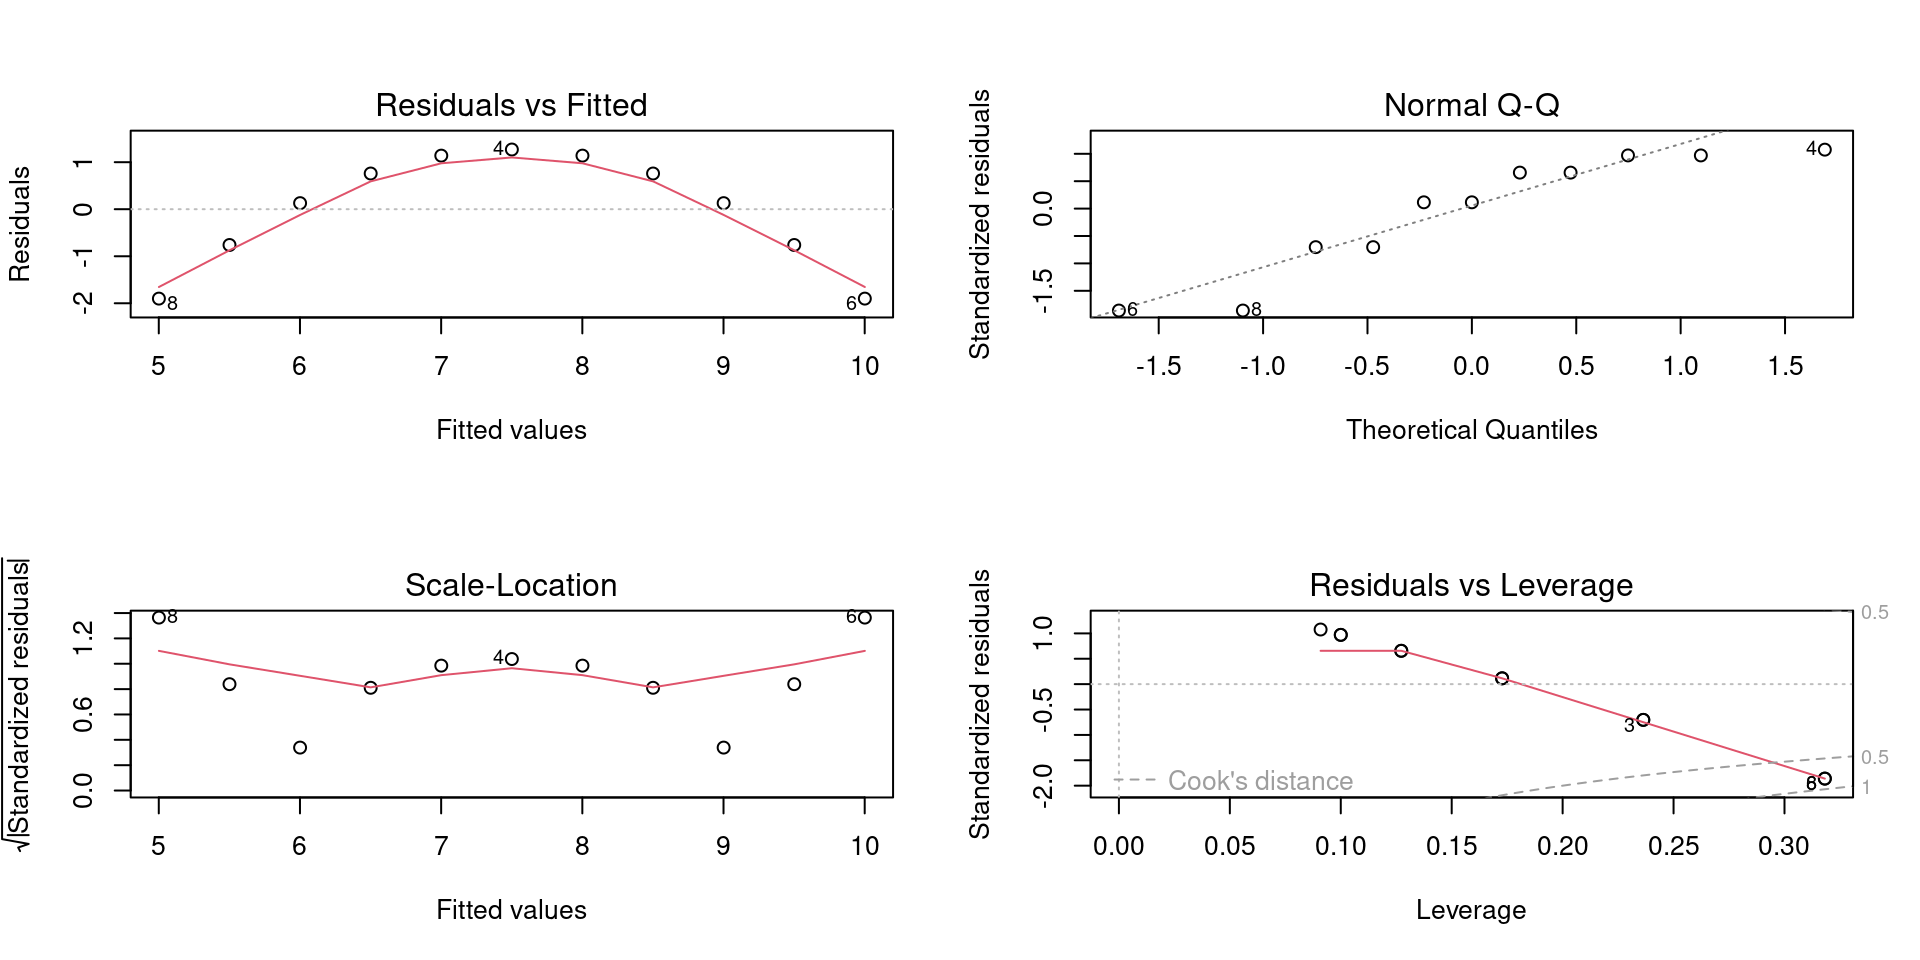 Residuals vs Fitted
Residuals
1
0
-1
-2
4
8
6
5 6 7 8 9 10
Fitted values
Normal Q-Q
Standardized residuals
0.0
-1.5
4
6
8
-1.5 -1.0 -0.5 0.0 0.5 1.0 1.5
Theoretical Quantiles
Scale-Location
√|Standardized residuals|
1.2
0.6
0.0
8
4
6
5 6 7 8 9 10
Fitted values
Residuals vs Leverage
Standardized residuals
1.0
-0.5
-2.0
0.5
3
0.5
1
6
Cook's distance
0.00 0.05 0.10 0.15 0.20 0.25 0.30
Leverage